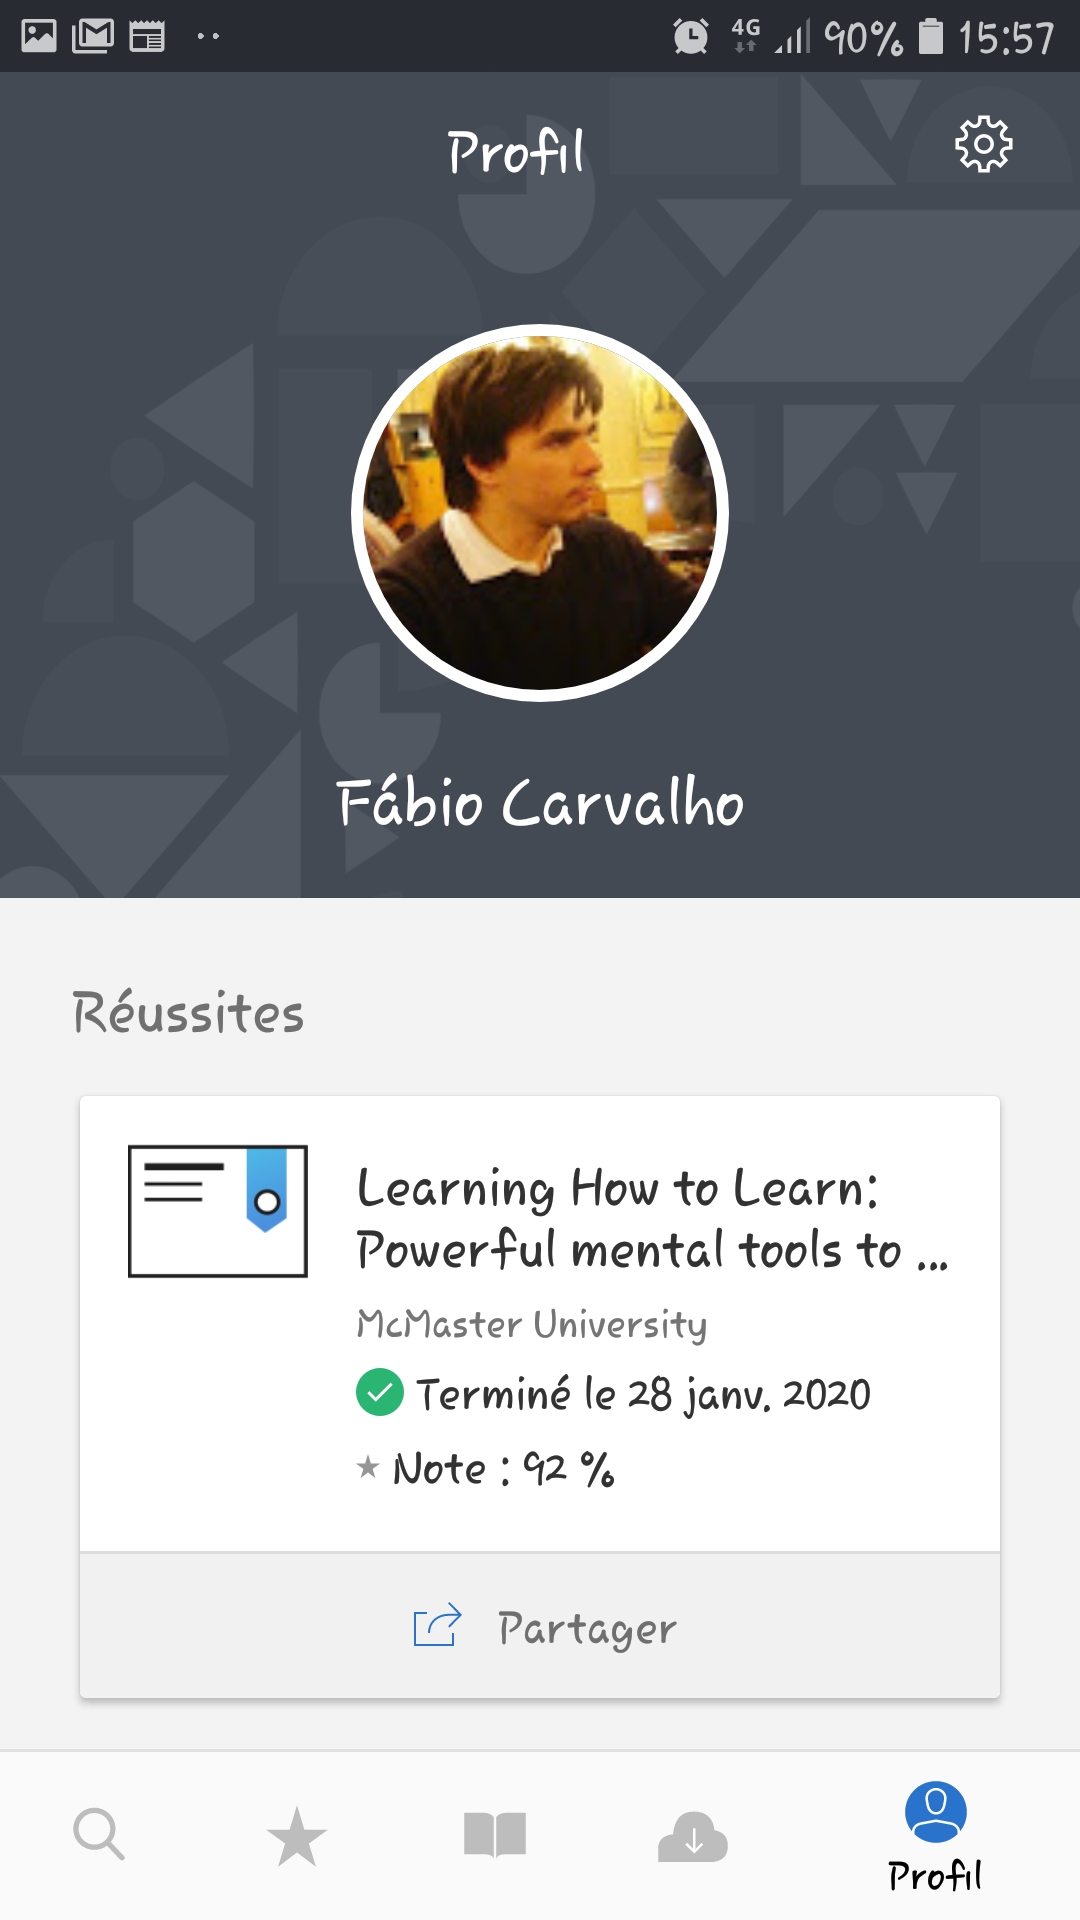 4G 90% 15:57
Profil
Fábio Carvalho
Réussites
Learning How to Learn:
Powerful mental tools to ...
McMaster University
Terminé le 28 janv. 2020
Note : 92 %
Partager
Profil